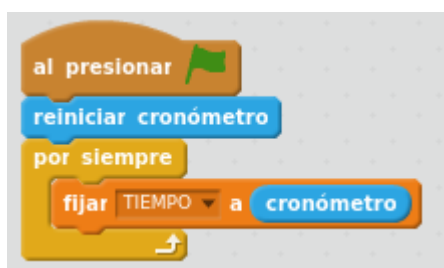 al presionar
reiniciar cronómetro
por siempre
fijar TIEMPO a cronómetro